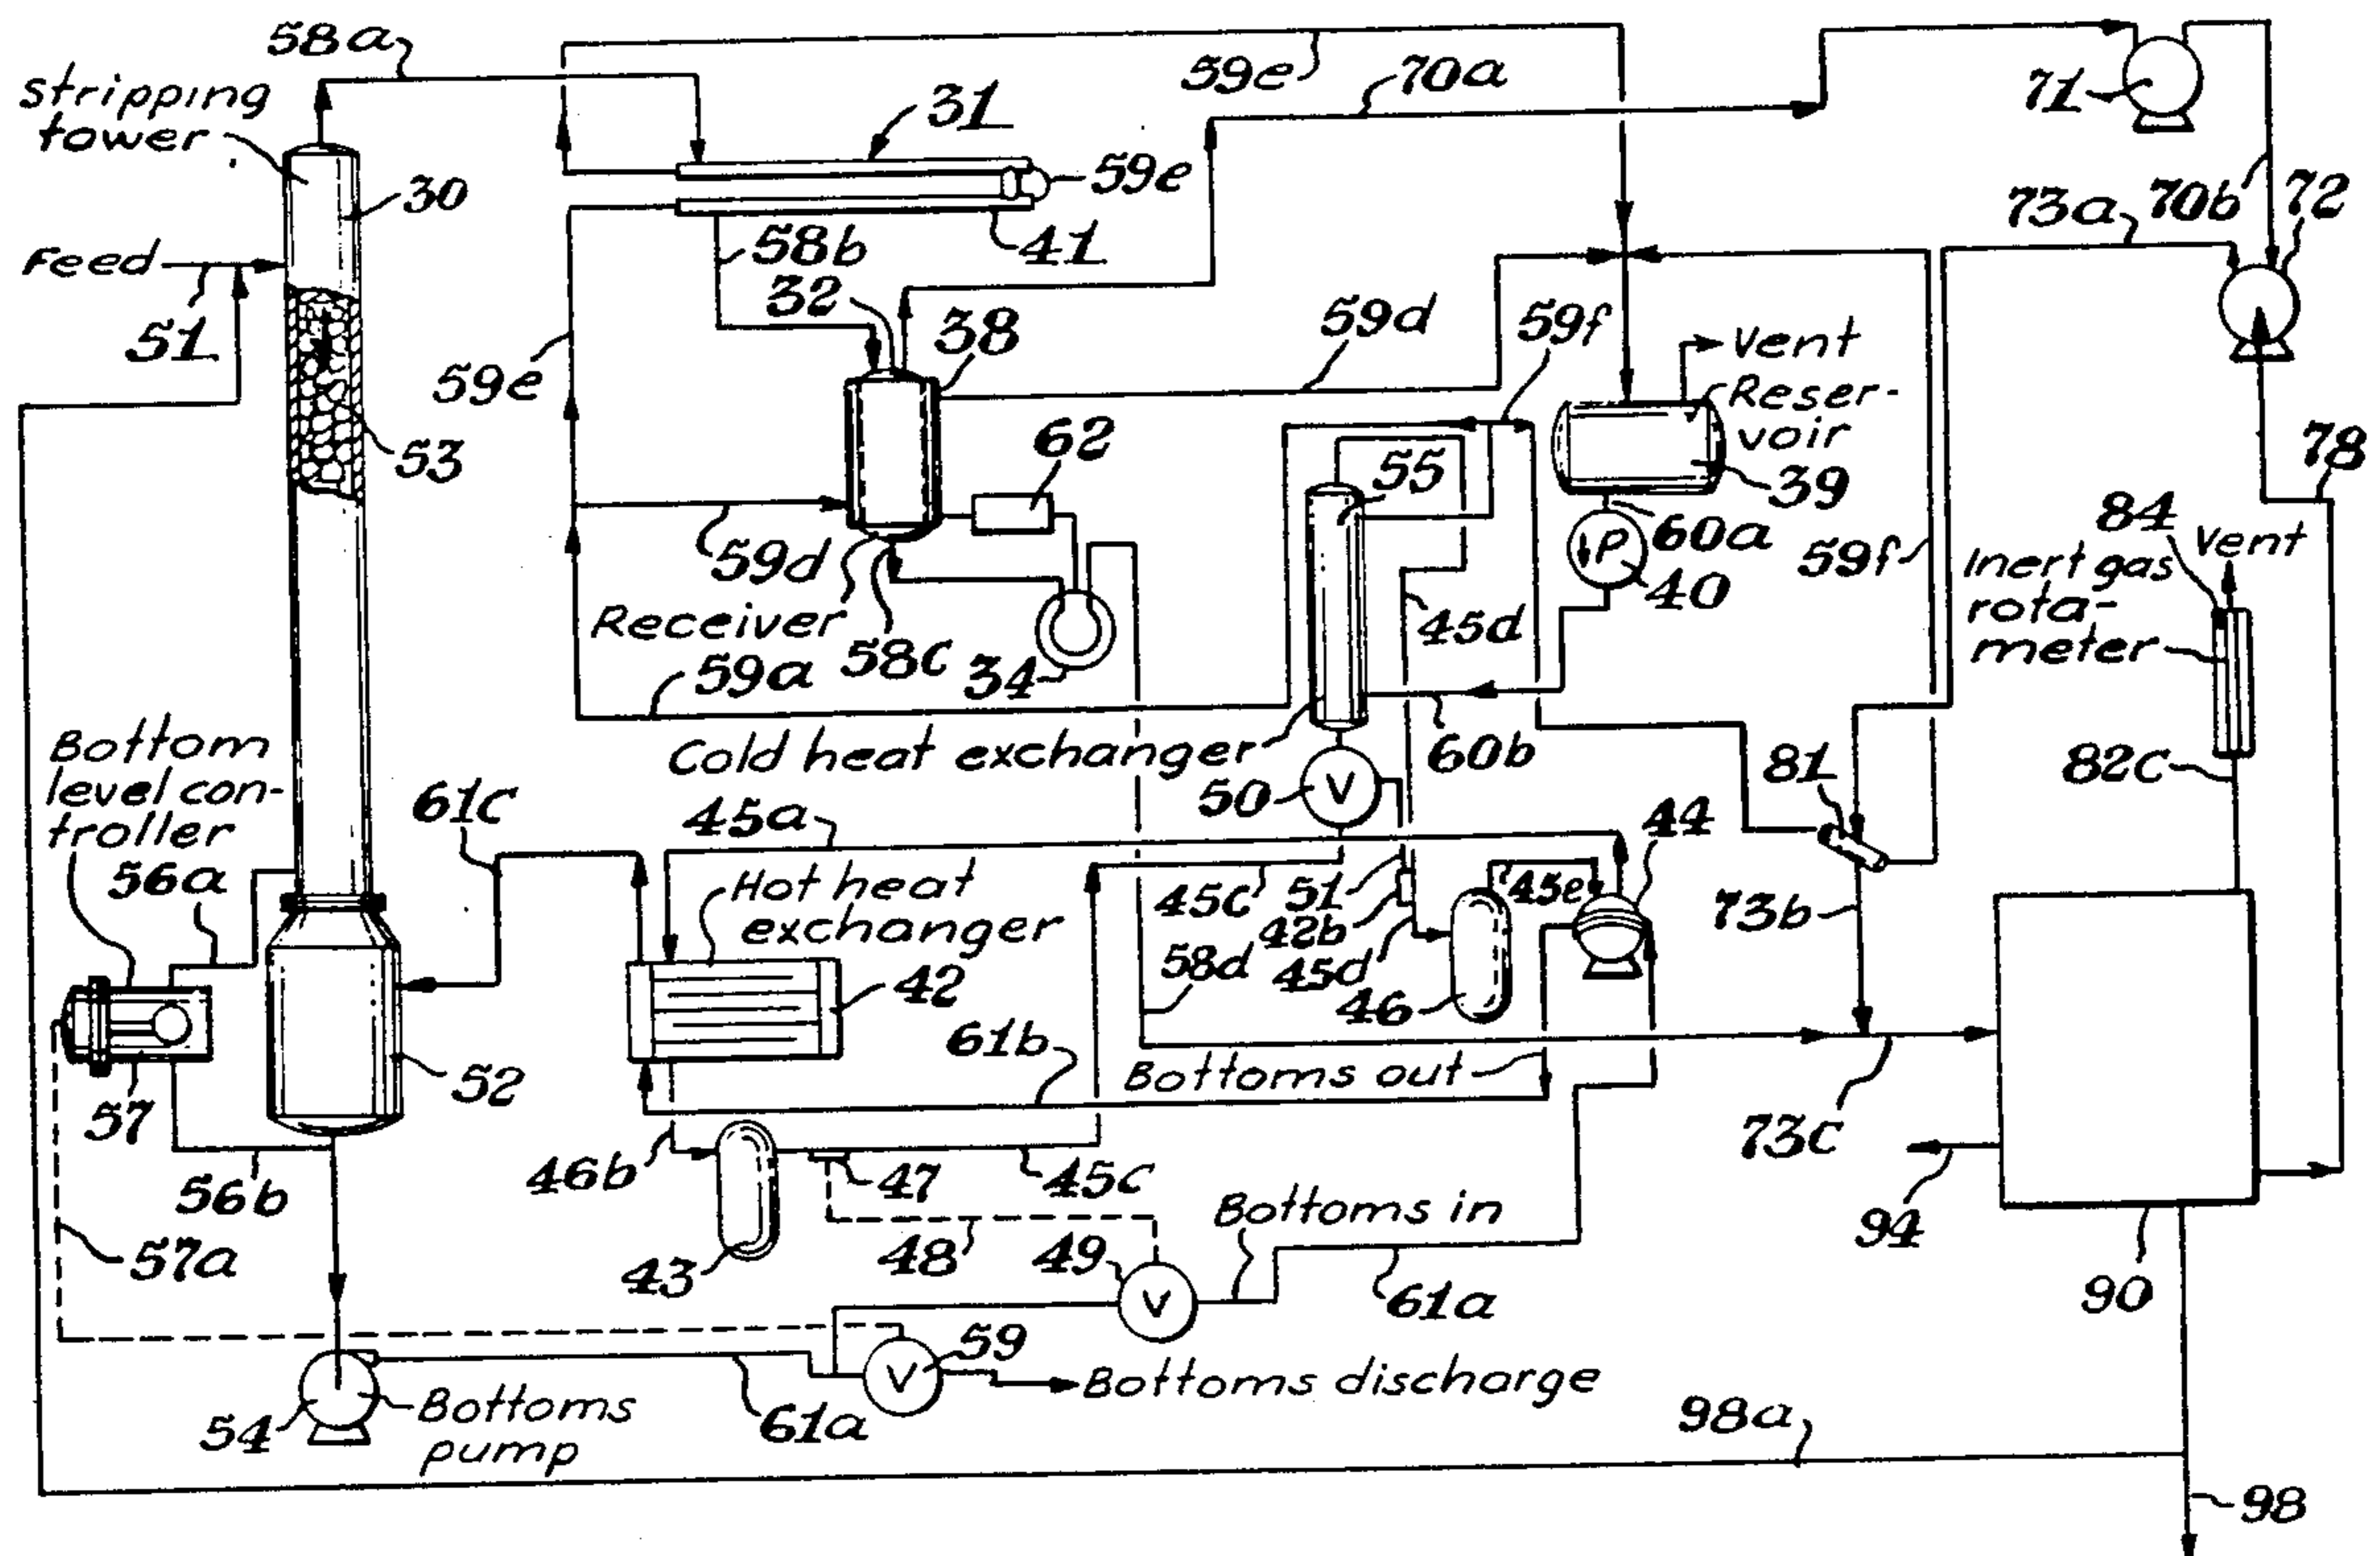 58a
59e
70a
71
stripping
tower
31
59e
30
73a
70b
72
Feed
58b
41
51
32
38
59d
59f
Vent
Reser-
voir
59e
53
62
55
39
78
84
Vent
60a
59d
59f
Inert gas
rota-
meter
40
Receiver
58c
34
45d
59a
Bottom
level con-
troller
Cold heat exchanger
60b
81
82c
61c
50
45a
44
56a
Hot heat
exchanger
45c
51
45e
42b
73b
58d
45d
46
42
61b
52
Bottoms out
57
73c
46b
47
45c
56b
Bottoms in
94
57a
43
48
49
61a
90
59
Bottoms discharge
54
Bottoms
pump
61a
98a
98